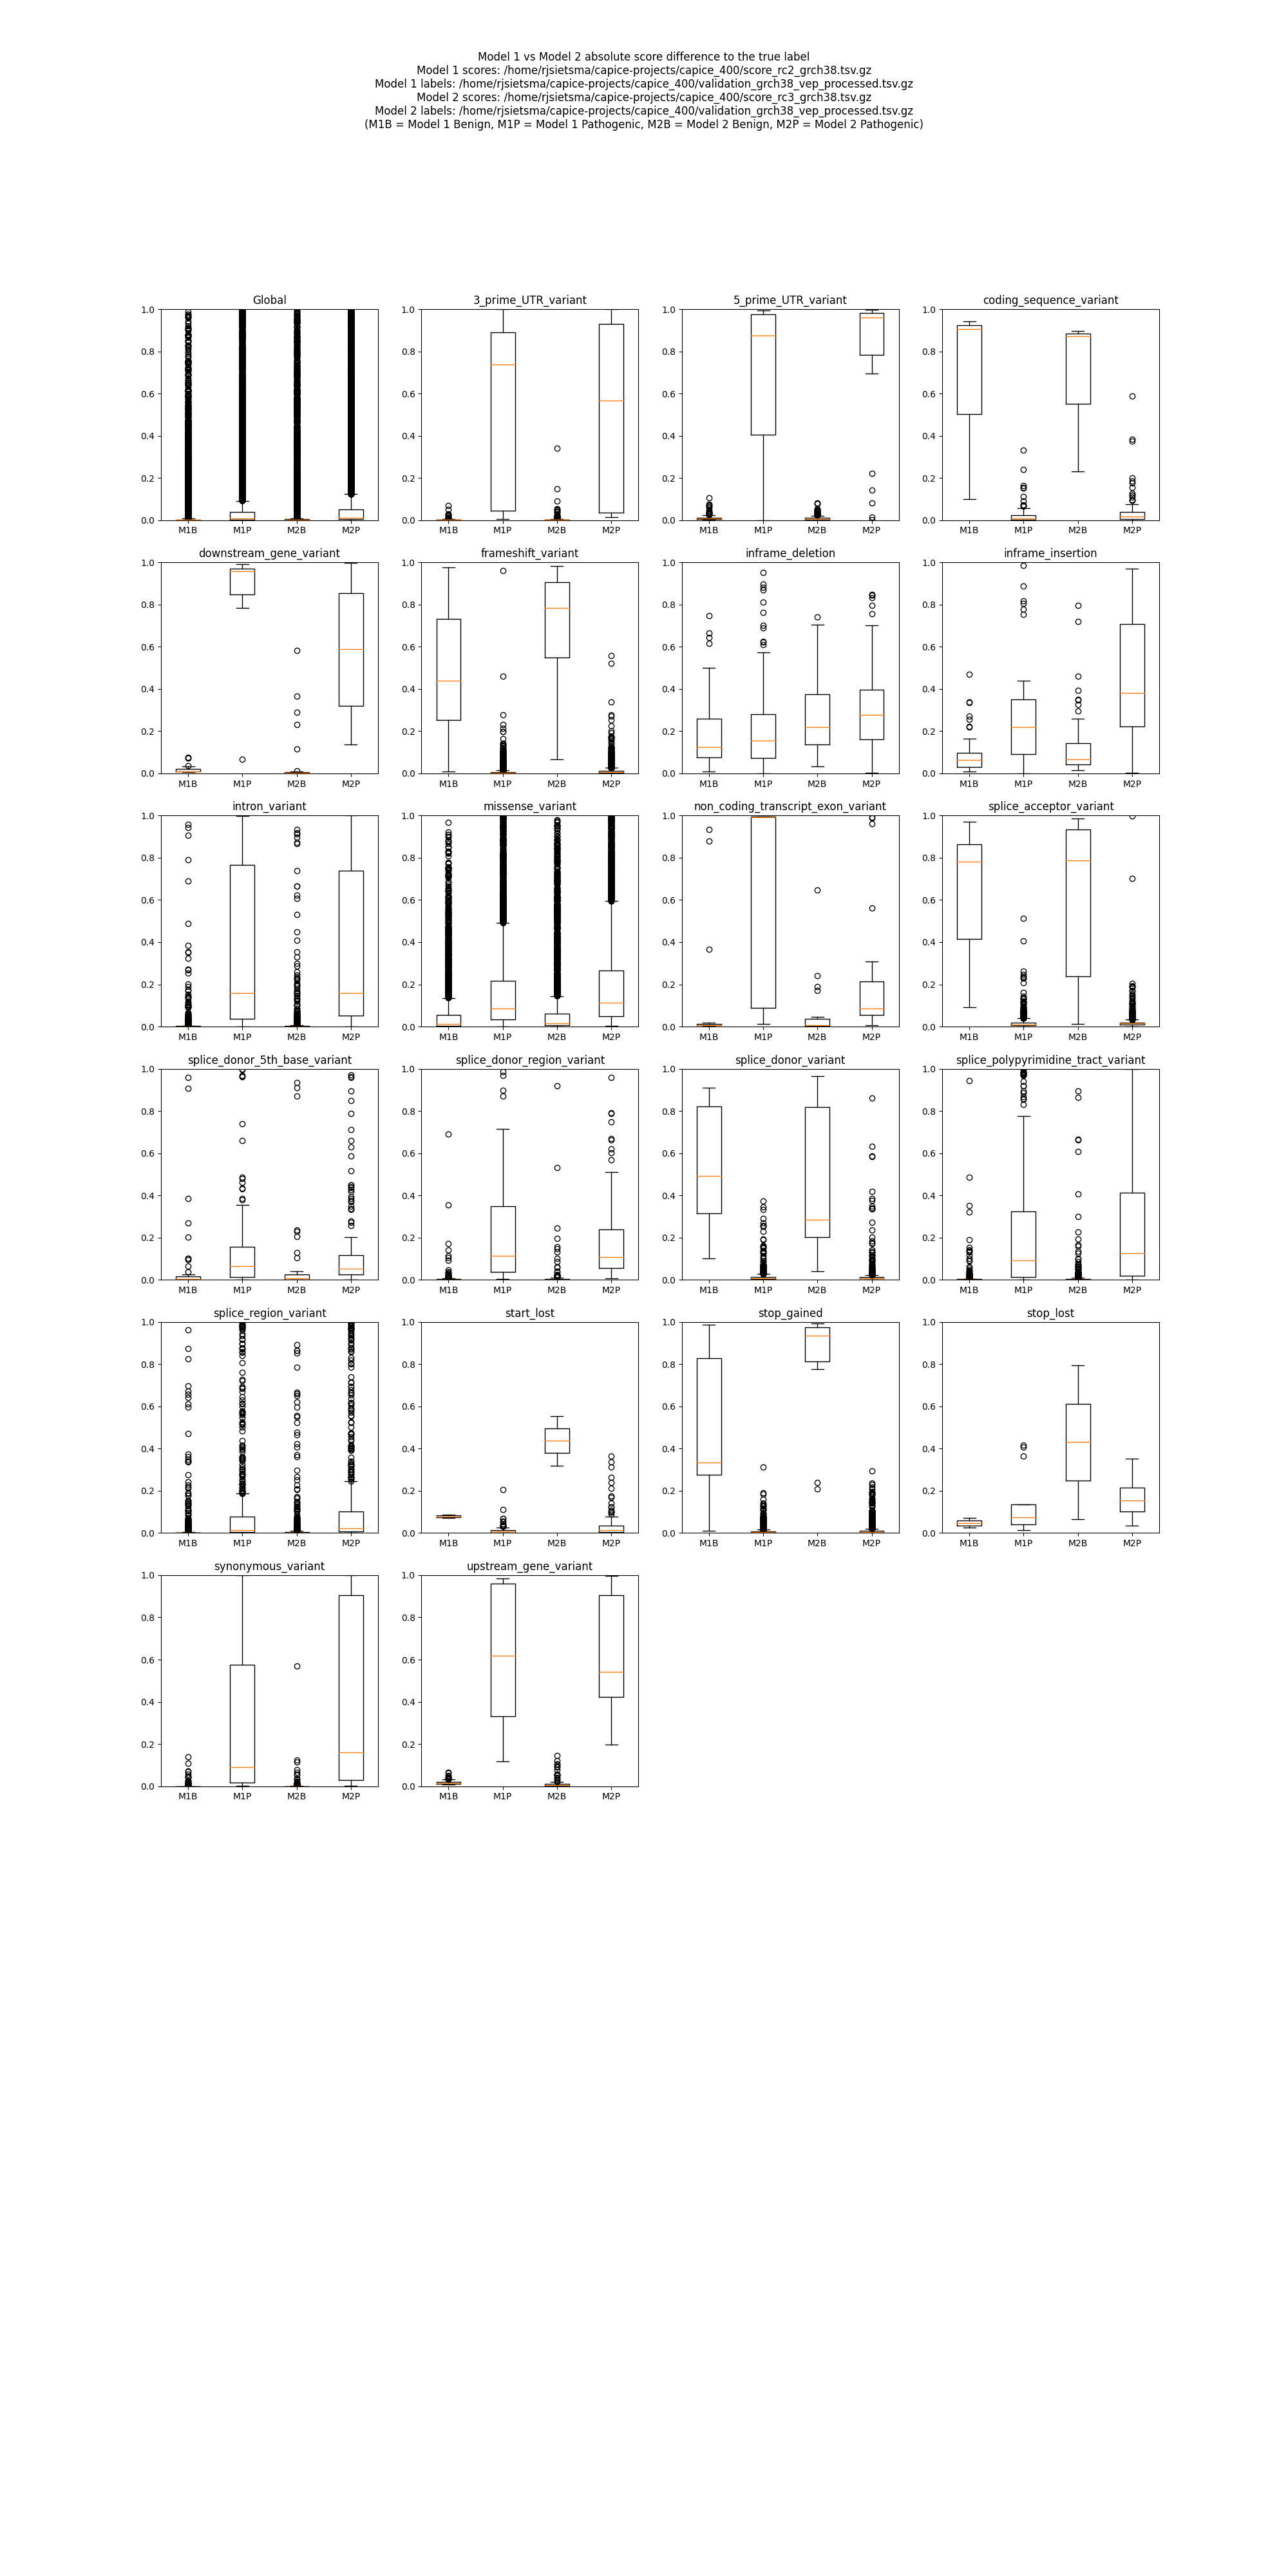 Model 1 vs Model 2 absolute score difference to the true label
Model 1 scores: /home/rjsietsma/capice-projects/capice_400/score_rc2_grch38.tsv.gz
Model 1 labels: /home/rjsietsma/capice-projects/capice_400/validation_grch38_vep_processed.tsv.gz
Model 2 scores: /home/rjsietsma/capice-projects/capice_400/score_rc3_grch38.tsv.gz
Model 2 labels: /home/rjsietsma/capice-projects/capice_400/validation_grch38_vep_processed.tsv.gz
(M1B = Model 1 Benign, M1P = Model 1 Pathogenic, M2B = Model 2 Benign, M2P = Model 2 Pathogenic)
Global 3_prime_UTR_variant 5_prime_UTR_variant coding_sequence_variant
1.0 1.0 1.0 1.0
0.8 0.8 0.8 0.8
0.6 0.6 0.6 0.6
0.4 0.4 0.4 0.4
0.2 0.2 0.2 0.2
0.0 0.0 0.0 0.0
M1B M1P M2B M2P M1B M1P M2B M2P M1B M1P M2B M2P M1B M1P M2B M2P
downstream_gene_variant frameshift_variant inframe_deletion inframe_insertion
1.0 1.0 1.0 1.0
0.8 0.8 0.8 0.8
0.6 0.6 0.6 0.6
0.4 0.4 0.4 0.4
0.2 0.2 0.2 0.2
0.0 0.0 0.0 0.0
M1B M1P M2B M2P M1B M1P M2B M2P M1B M1P M2B M2P M1B M1P M2B M2P
intron_variant missense_variant non_coding_transcript_exon_variant splice_acceptor_variant
1.0 1.0 1.0 1.0
0.8 0.8 0.8 0.8
0.6 0.6 0.6 0.6
0.4 0.4 0.4 0.4
0.2 0.2 0.2 0.2
0.0 0.0 0.0 0.0
M1B M1P M2B M2P M1B M1P M2B M2P M1B M1P M2B M2P M1B M1P M2B M2P
splice_donor_5th_base_variant splice_donor_region_variant splice_donor_variant splice_polypyrimidine_tract_variant
1.0 1.0 1.0 1.0
0.8 0.8 0.8 0.8
0.6 0.6 0.6 0.6
0.4 0.4 0.4 0.4
0.2 0.2 0.2 0.2
0.0 0.0 0.0 0.0
M1B M1P M2B M2P M1B M1P M2B M2P M1B M1P M2B M2P M1B M1P M2B M2P
splice_region_variant start_lost stop_gained stop_lost
1.0 1.0 1.0 1.0
0.8 0.8 0.8 0.8
0.6 0.6 0.6 0.6
0.4 0.4 0.4 0.4
0.2 0.2 0.2 0.2
0.0 0.0 0.0 0.0
M1B M1P M2B M2P M1B M1P M2B M2P M1B M1P M2B M2P M1B M1P M2B M2P
synonymous_variant upstream_gene_variant
1.0 1.0
0.8 0.8
0.6 0.6
0.4 0.4
0.2 0.2
0.0 0.0
M1B M1P M2B M2P M1B M1P M2B M2P